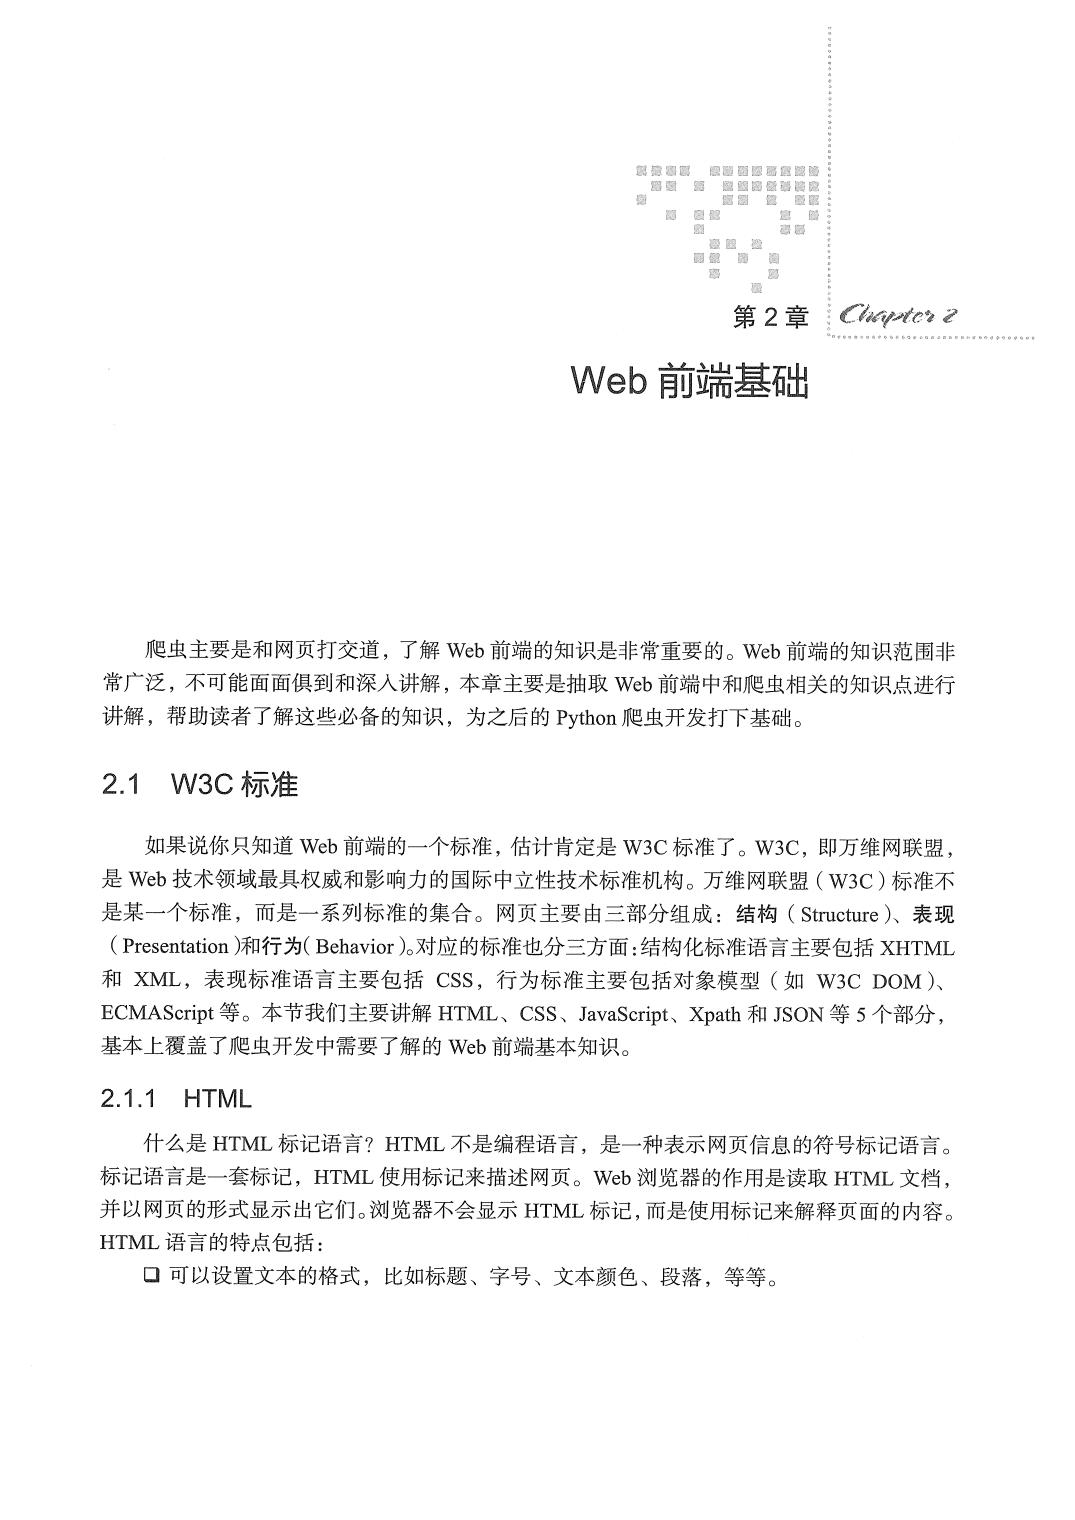 第 2 章
Chapter 2
Web 前端基础
爬虫主要是和网页打交道，了解 Web 前端的知识是非常重要的。Web 前端的知识范围非
常广泛，不可能面面俱到和深入讲解，本章主要是抽取 Web 前端中和爬虫相关的知识点进行
讲解，帮助读者了解这些必备的知识，为之后的 Python 爬虫开发打下基础。
2.1 W3C 标准
如果说你只知道 Web 前端的一个标准，估计肯定是 W3C 标准了。W3C，即万维网联盟，
是 Web 技术领域最具权威和影响力的国际中立性技术标准机构。万维网联盟（W3C）标准不
是某一个标准，而是一系列标准的集合。网页主要由三部分组成：结构（Structure）、表现
（Presentation）和行为（Behavior）。对应的标准也分三方面：结构化标准语言主要包括 XHTML
和 XML，表现标准语言主要包括 CSS，行为标准主要包括对象模型（如 W3C DOM）、
ECMAScript 等。本节我们主要讲解 HTML、CSS、JavaScript、Xpath 和 JSON 等 5 个部分，
基本上覆盖了爬虫开发中需要了解的 Web 前端基本知识。
2.1.1 HTML
什么是 HTML 标记语言？HTML 不是编程语言，是一种表示网页信息的符号标记语言。
标记语言是一套标记，HTML 使用标记来描述网页。Web 浏览器的作用是读取 HTML 文档，
并以网页的形式显示出它们。浏览器不会显示 HTML 标记，而是使用标记来解释页面的内容。
HTML 语言的特点包括：
❑ 可以设置文本的格式，比如标题、字号、文本颜色、段落，等等。